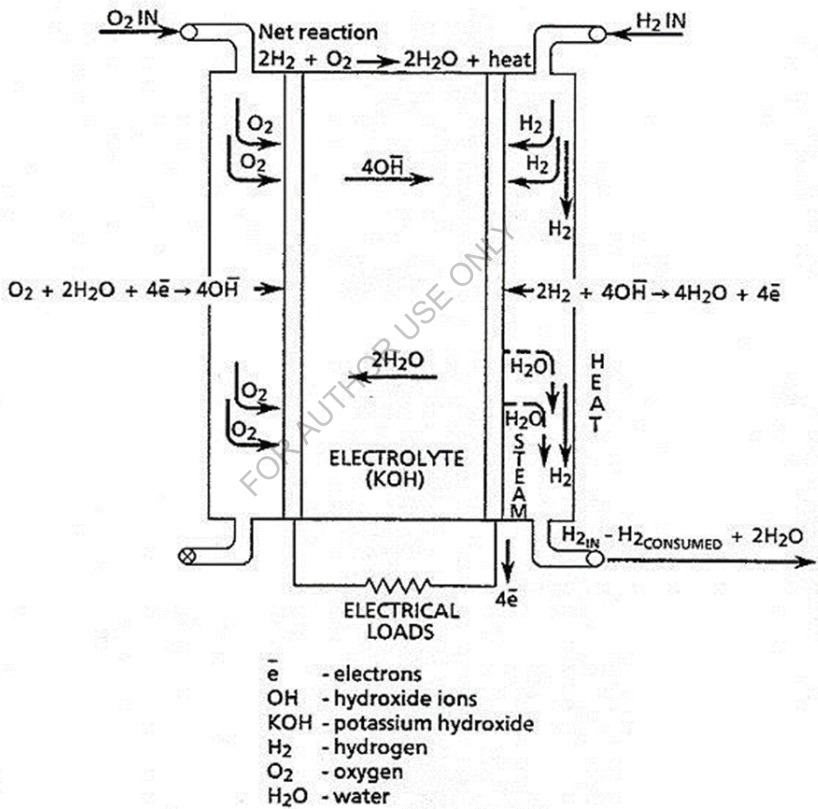 O₂ IN
H₂ IN
Net reaction
2H₂ + O₂ → 2H₂O + heat
O₂
H₂
O₂
H₂
4OH̅
H₂
O₂ + 2H₂O + 4e̅ → 4OH̅
2H₂ + 4OH̅ → 4H₂O + 4e̅
FOR AUTHOR USE ONLY
2H₂O
H₂O
HEAT
O₂
H₂O
O₂
STEAM
H₂
ELECTROLYTE
(KOH)
H₂IN - H₂CONSUMED + 2H₂O
4e̅
ELECTRICAL
LOADS
e̅ - electrons
OH - hydroxide ions
KOH - potassium hydroxide
H₂ - hydrogen
O₂ - oxygen
H₂O - water